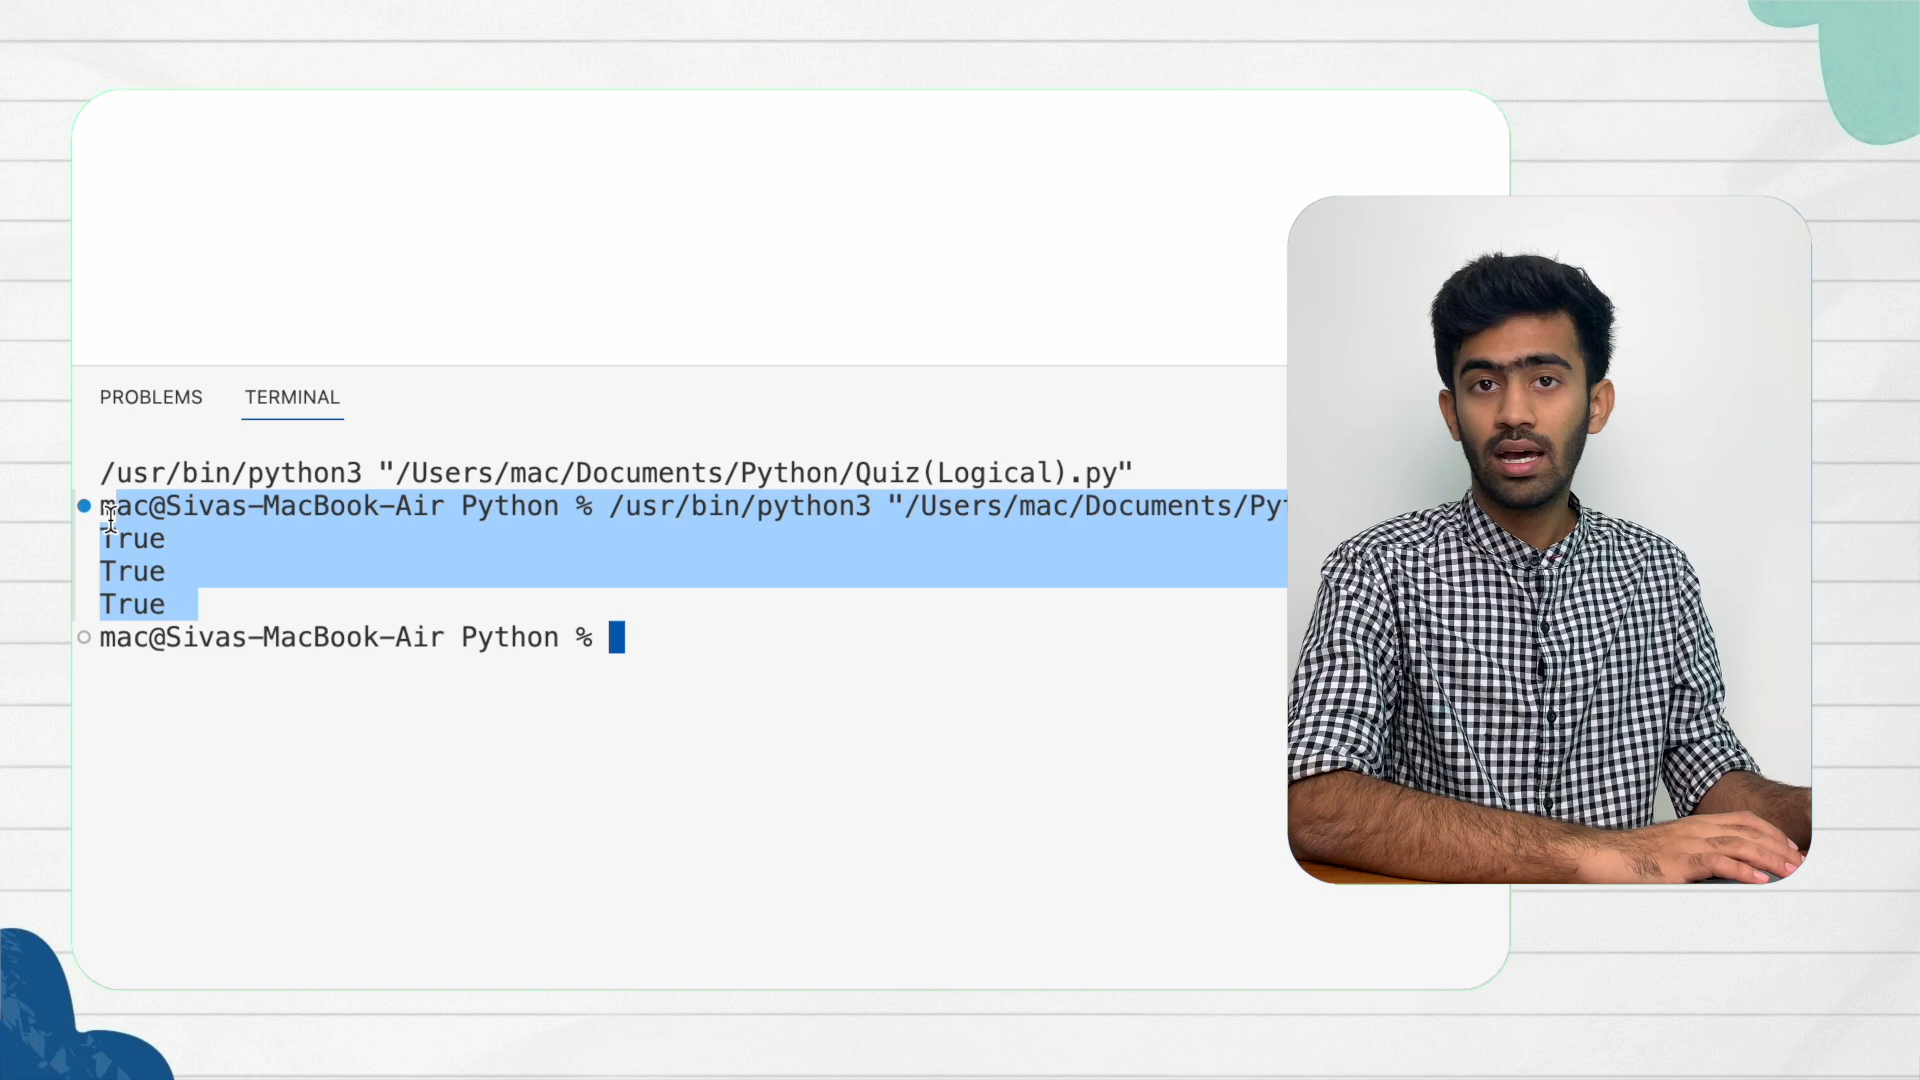 PROBLEMS TERMINAL
/usr/bin/python3 "/Users/mac/Documents/Python/Quiz(Logical).py"
mac@Sivas-MacBook-Air Python % /usr/bin/python3 "/Users/mac/Documents/Pyt
True
True
True
mac@Sivas-MacBook-Air Python %